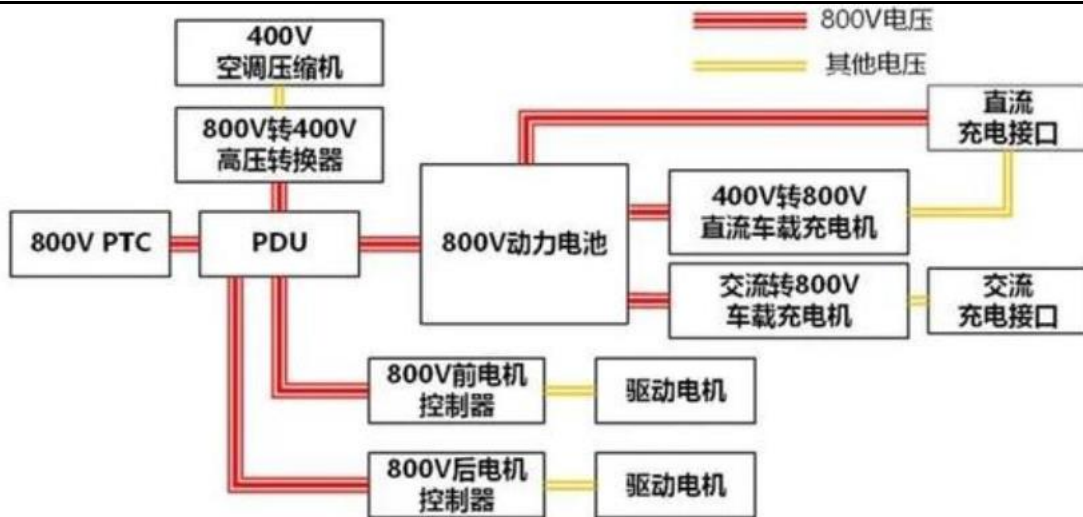 800V电压
其他电压
400V
空调压缩机
800V转400V
高压转换器
直流
充电接口
400V转800V
直流车载充电机
800V PTC
PDU
800V动力电池
交流转800V
车载充电机
交流
充电接口
800V前电机
控制器
驱动电机
800V后电机
控制器
驱动电机